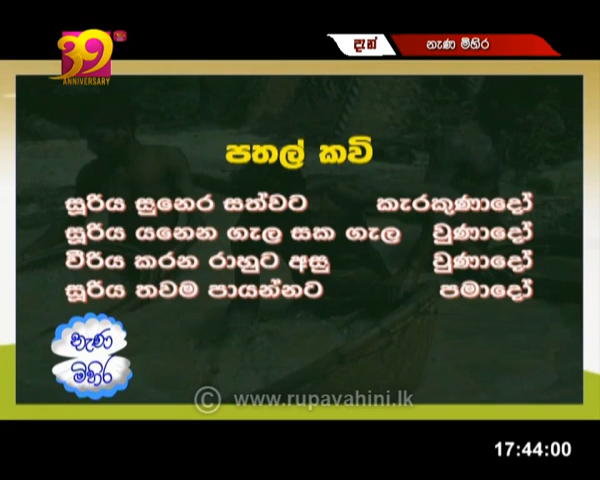 39
ANNIVERSARY
දැන් නැණ මිහිර
පතල් කවි
සූරිය සුනෙර සත්වට කැරකුණාදෝ
සූරිය යනෙන ගැල සක ගැල වුණාදෝ
වීරිය කරන රාහුට අසු වුණාදෝ
සූරිය තවම පායන්නට පමාදෝ
නැණ
මිහිර
© www.rupavahini.lk
17:44:00